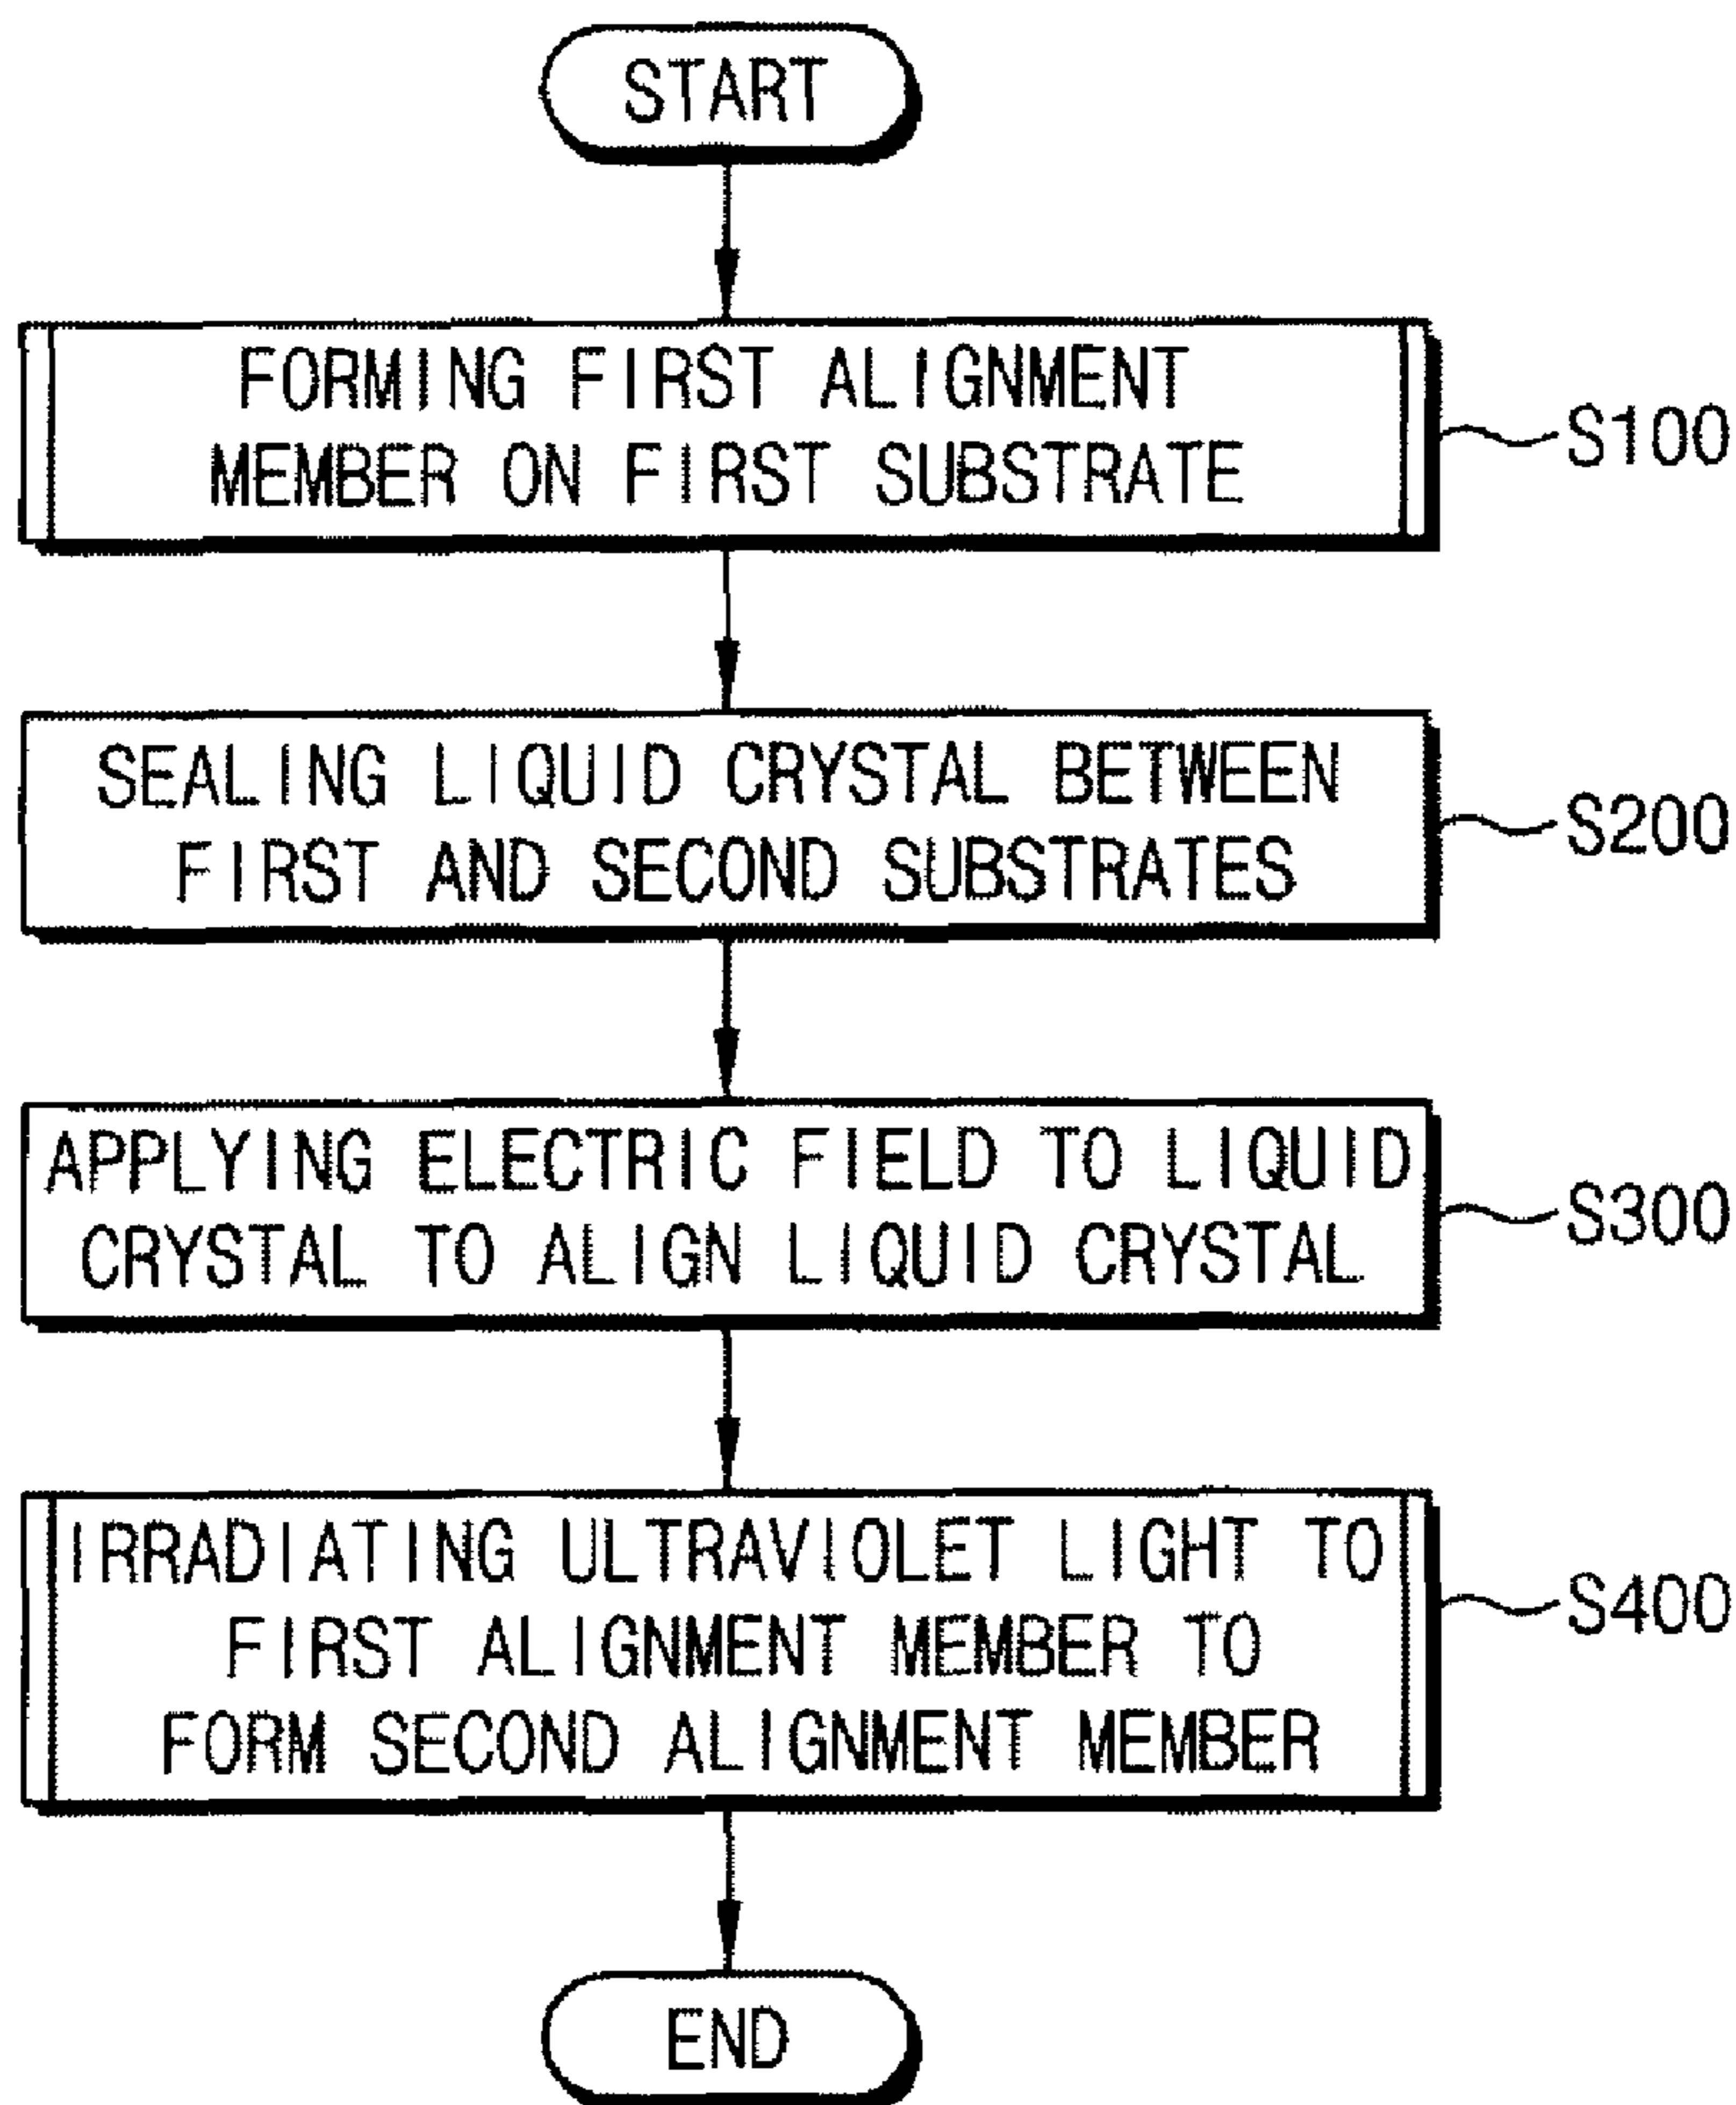 START
FORMING FIRST ALIGNMENT
MEMBER ON FIRST SUBSTRATE
S100
SEALING LIQUID CRYSTAL BETWEEN
FIRST AND SECOND SUBSTRATES
S200
APPLYING ELECTRIC FIELD TO LIQUID
CRYSTAL TO ALIGN LIQUID CRYSTAL
S300
IRRADIATING ULTRAVIOLET LIGHT TO
FIRST ALIGNMENT MEMBER TO
FORM SECOND ALIGNMENT MEMBER
S400
END